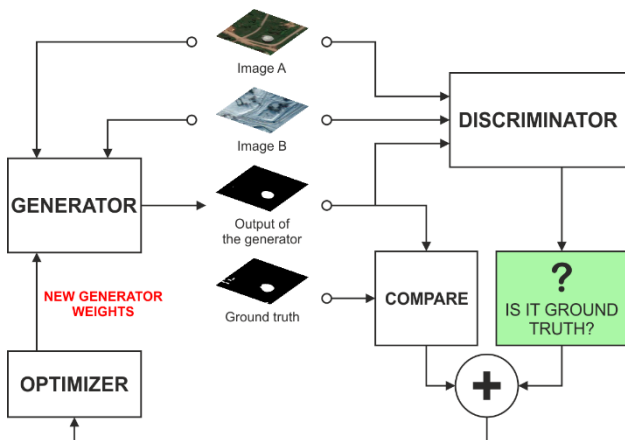 Image A
Image B
DISCRIMINATOR
GENERATOR
Output of
the generator
?
IS IT GROUND
TRUTH?
NEW GENERATOR
WEIGHTS
COMPARE
Ground truth
OPTIMIZER
+